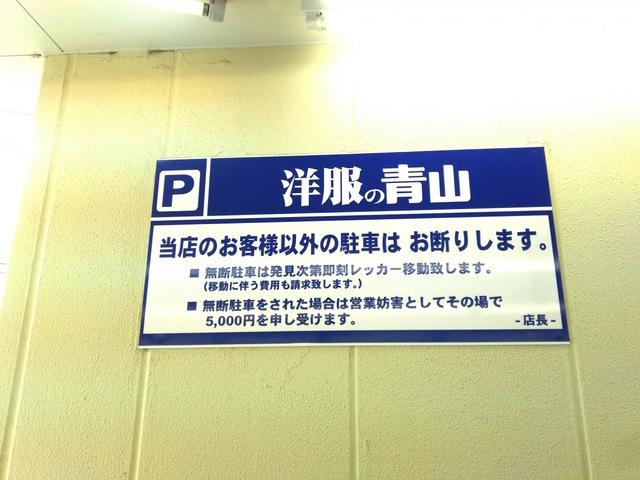 P
洋服の青山
当店のお客様以外の駐車は お断りします。
■ 無断駐車は発見次第即刻レッカー移動致します。
(移動に伴う費用も請求致します。)
■ 無断駐車をされた場合は営業妨害としてその場で
5,000円を申し受けます。
- 店長 -